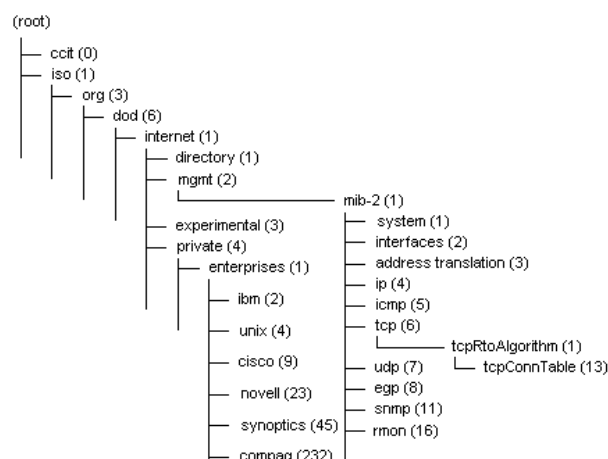 (root)
ccit (0)
iso (1)
org (3)
dod (6)
internet (1)
directory (1)
mgmt (2)
mib-2 (1)
system (1)
interfaces (2)
address translation (3)
ip (4)
icmp (5)
tcp (6)
tcpRtoAlgorithm (1)
tcpConnTable (13)
udp (7)
egp (8)
snmp (11)
rmon (16)
experimental (3)
private (4)
enterprises (1)
ibm (2)
unix (4)
cisco (9)
novell (23)
synoptics (45)
compaq (232)